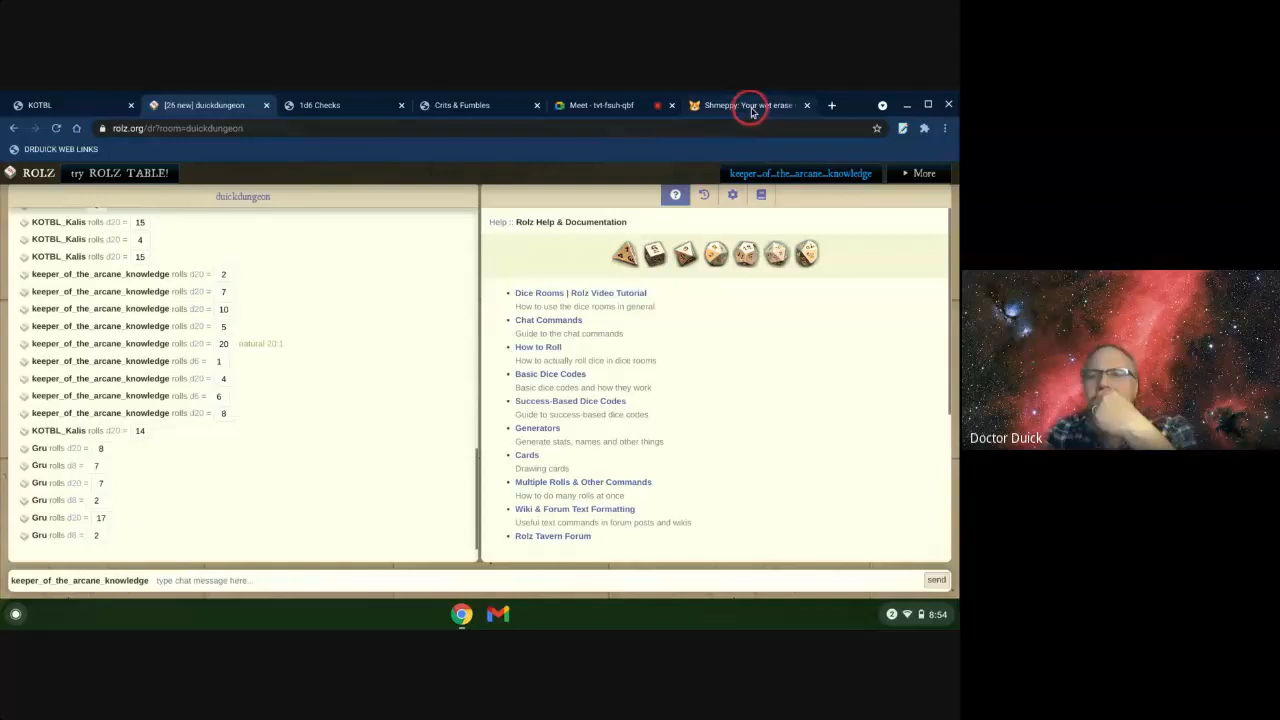 KOTBL
[26 new] duickdungeon
1d6 Checks
Crits & Fumbles
Meet - tvt-fsuh-qbf
Shmeppy: Your wet erase
rolz.org/dr?room=duickdungeon
DRDUICK WEB LINKS
ROLZ
try ROLZ TABLE!
keeper_of_the_arcane_knowledge
More
duickdungeon
KOTBL_Kalis rolls d20 = 15
KOTBL_Kalis rolls d20 = 4
KOTBL_Kalis rolls d20 = 15
keeper_of_the_arcane_knowledge rolls d20 = 2
keeper_of_the_arcane_knowledge rolls d20 = 7
keeper_of_the_arcane_knowledge rolls d20 = 10
keeper_of_the_arcane_knowledge rolls d20 = 5
keeper_of_the_arcane_knowledge rolls d20 = 20 natural 20:1
keeper_of_the_arcane_knowledge rolls d6 = 1
keeper_of_the_arcane_knowledge rolls d20 = 4
keeper_of_the_arcane_knowledge rolls d6 = 6
keeper_of_the_arcane_knowledge rolls d20 = 8
KOTBL_Kalis rolls d20 = 14
Gru rolls d20 = 8
Gru rolls d8 = 7
Gru rolls d20 = 7
Gru rolls d8 = 2
Gru rolls d20 = 17
Gru rolls d8 = 2
Help :: Rolz Help & Documentation
Dice Rooms | Rolz Video Tutorial
How to use the dice rooms in general
Chat Commands
Guide to the chat commands
How to Roll
How to actually roll dice in dice rooms
Basic Dice Codes
Basic dice codes and how they work
Success-Based Dice Codes
Guide to success-based dice codes
Generators
Generate stats, names and other things
Cards
Drawing cards
Multiple Rolls & Other Commands
How to do many rolls at once
Wiki & Forum Text Formatting
Useful text commands in forum posts and wikis
Rolz Tavern Forum
keeper_of_the_arcane_knowledge type chat message here...
send
2
8:54
Doctor Duick